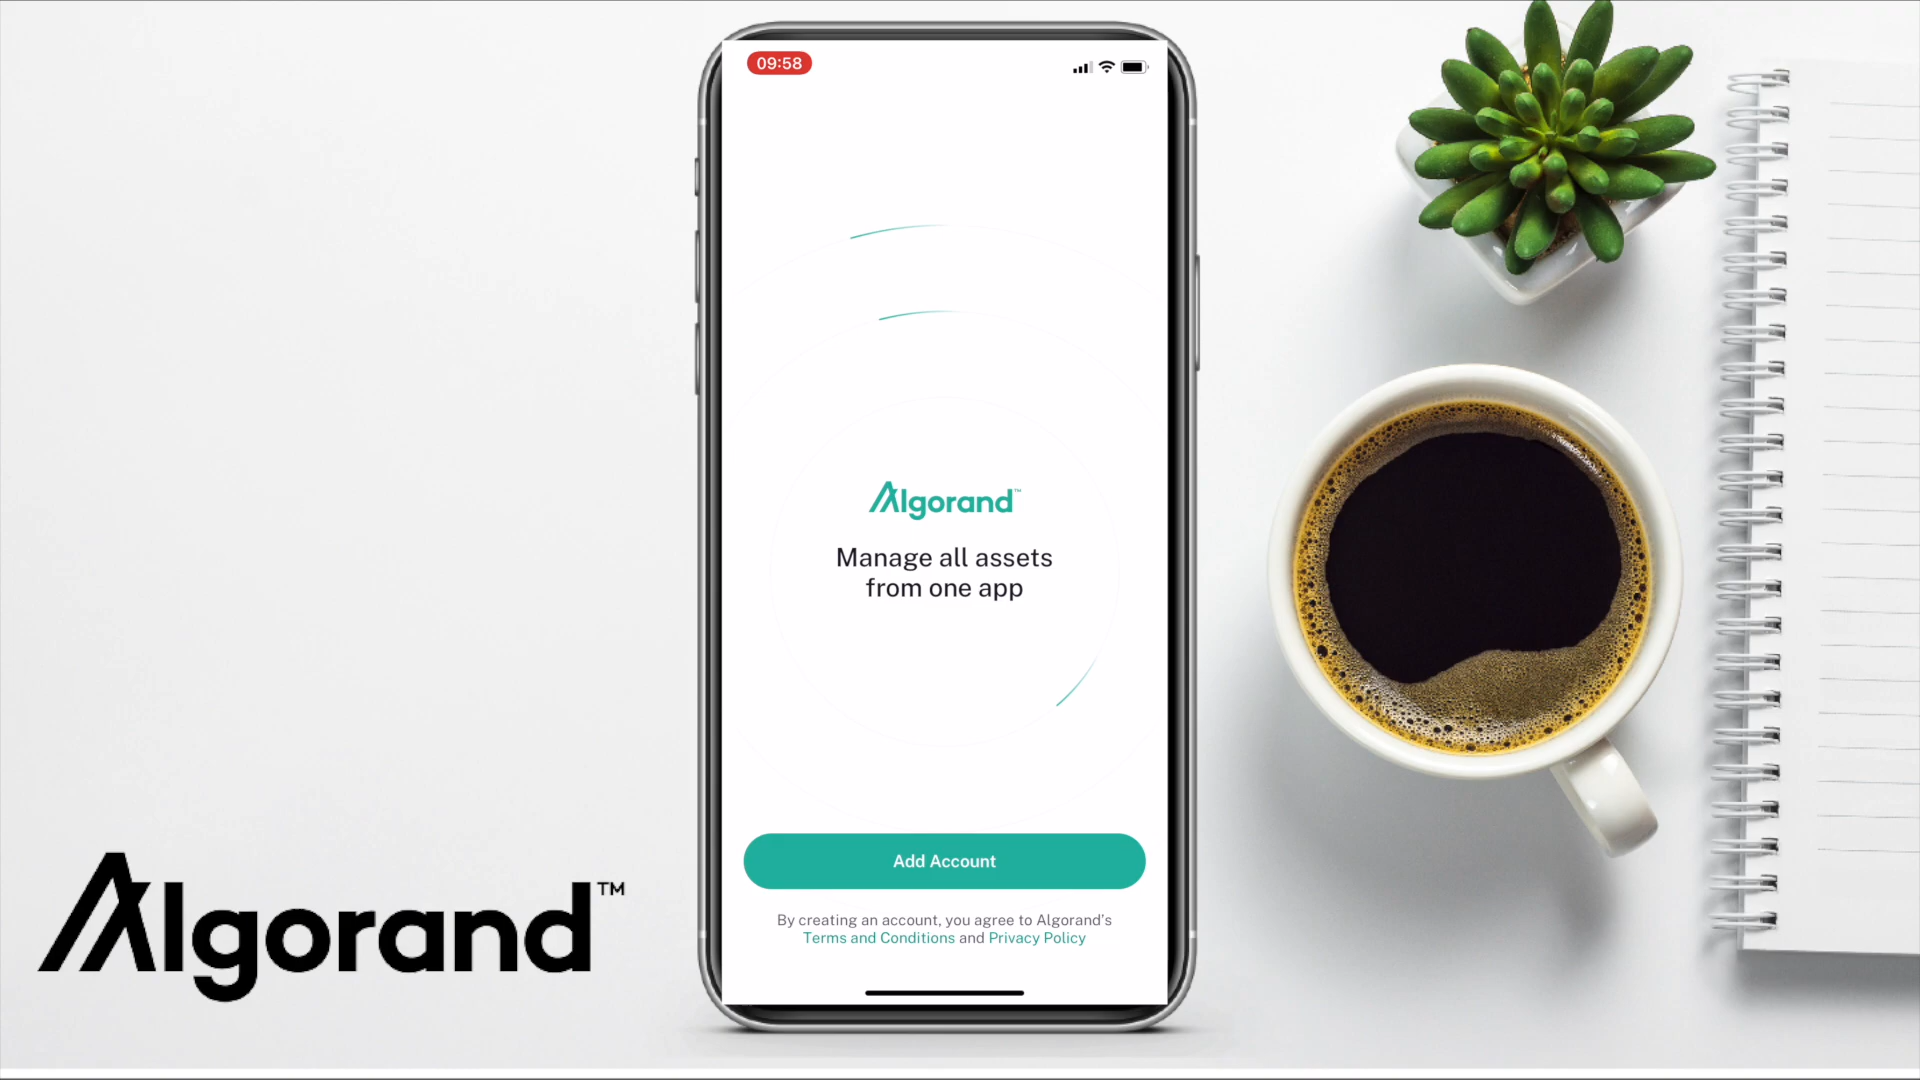 09:58
Algorand™
Manage all assets
from one app
Add Account
By creating an account, you agree to Algorand's
Terms and Conditions and Privacy Policy
Algorand™